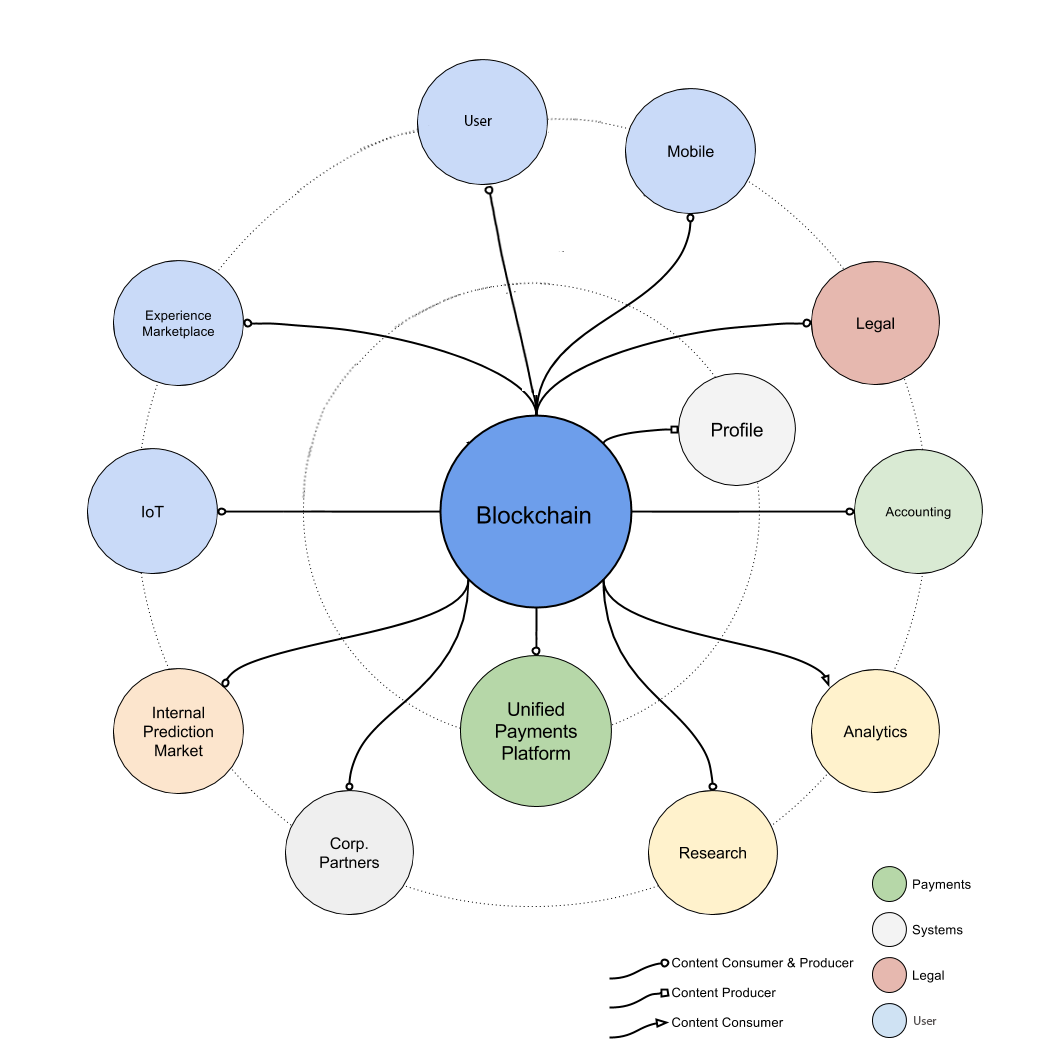 User
Mobile
Experience
Marketplace
Legal
Profile
IoT
Blockchain
Accounting
Internal
Prediction
Market
Unified
Payments
Platform
Analytics
Corp.
Partners
Research
Payments
Systems
Legal
User
Content Consumer & Producer
Content Producer
Content Consumer